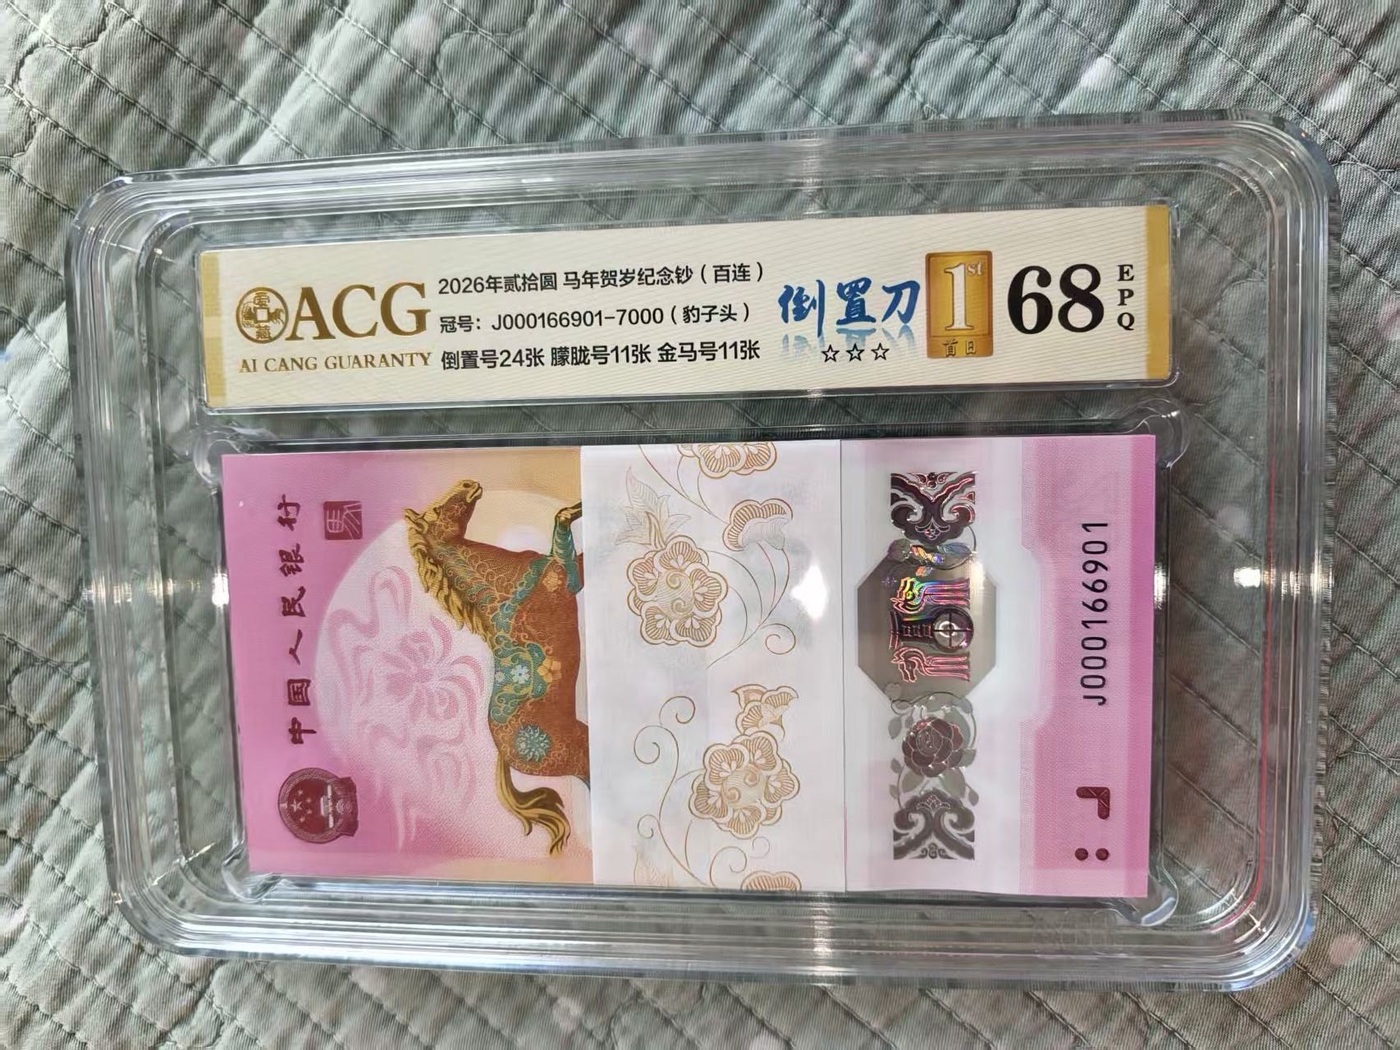 ACG
AI CANG GUARANTY
2026年贰拾圆 马年贺岁纪念钞（百连）
冠号：J000166901-7000（豹子头）
倒置号24张 朦胧号11张 金马号11张
倒置刀
☆☆☆
1st
首日
68
EPQ
中国人民银行
J000166901